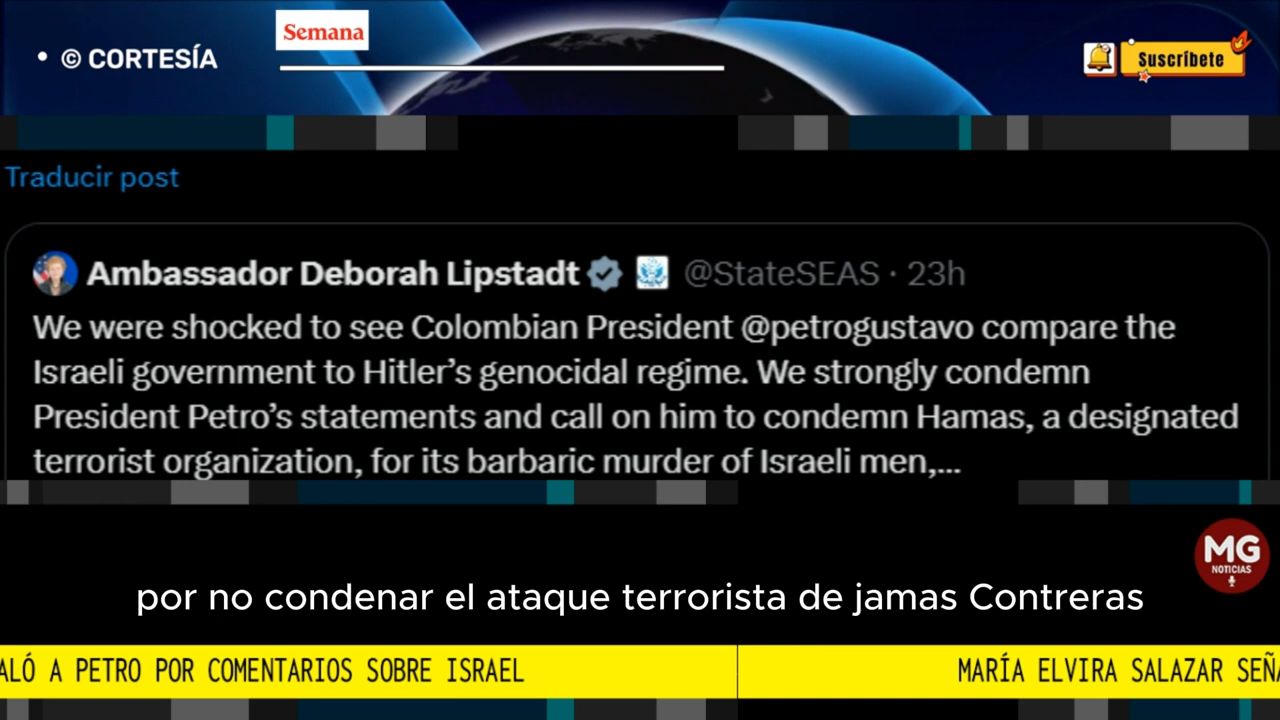 Semana
• © CORTESÍA
Suscríbete
Traducir post
Ambassador Deborah Lipstadt @StateSEAS · 23h
We were shocked to see Colombian President @petrogustavo compare the
Israeli government to Hitler’s genocidal regime. We strongly condemn
President Petro’s statements and call on him to condemn Hamas, a designated
terrorist organization, for its barbaric murder of Israeli men,...
MG
NOTICIAS
por no condenar el ataque terrorista de jamas Contreras
ALÓ A PETRO POR COMENTARIOS SOBRE ISRAEL
MARÍA ELVIRA SALAZAR SEÑA